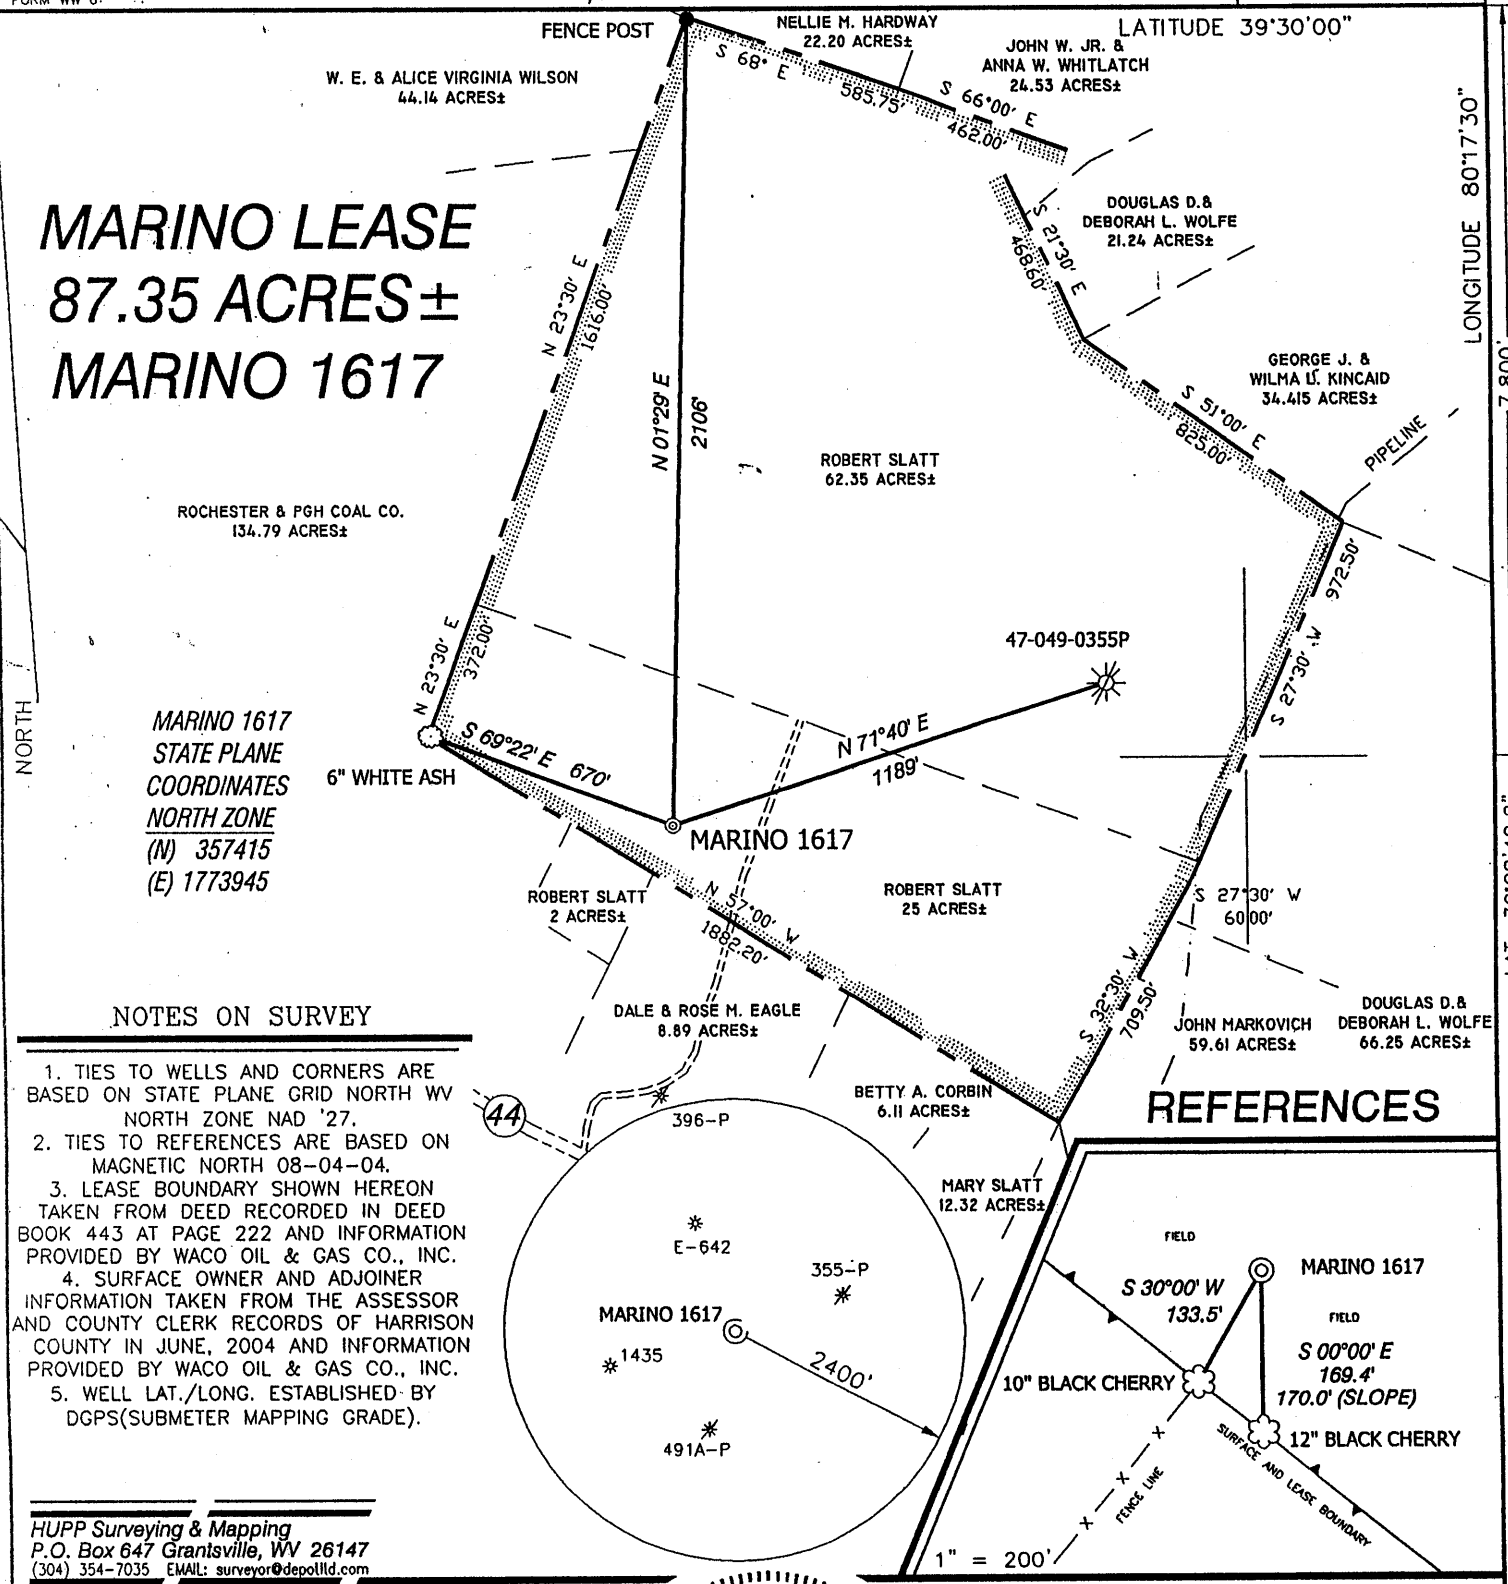 FENCE POST
NELLIE M. HARDWAY
22.20 ACRES±
LATITUDE 39°30'00"
JOHN W. JR. &
ANNA W. WHITLATCH
24.53 ACRES±
W. E. & ALICE VIRGINIA WILSON
44.14 ACRES±
S 68° E
585.75'
S 66°00' E
462.00'
LONGITUDE 80°17'30"
7,800'
MARINO LEASE
87.35 ACRES±
MARINO 1617
DOUGLAS D.&
DEBORAH L. WOLFE
21.24 ACRES±
S 21°30' E
468.60'
N 23°30' E
1616.00'
GEORGE J. &
WILMA U. KINCAID
34.415 ACRES±
S 51°00' E
825.00'
PIPELINE
N 01°29' E
2106'
ROBERT SLATT
62.35 ACRES±
ROCHESTER & PGH COAL CO.
134.79 ACRES±
972.50'
S 27°30' W
47-049-0355P
N 23°30' E
372.00'
NORTH
MARINO 1617
STATE PLANE
COORDINATES
NORTH ZONE
(N) 357415
(E) 1773945
S 69°22' E 670'
6" WHITE ASH
N 71°40' E
1189'
MARINO 1617
ROBERT SLATT
2 ACRES±
N 57°00' W
1882.20'
ROBERT SLATT
25 ACRES±
S 27°30' W
60.00'
S 32°30' W
709.50'
DALE & ROSE M. EAGLE
8.89 ACRES±
JOHN MARKOVICH
59.61 ACRES±
DOUGLAS D.&
DEBORAH L. WOLFE
66.25 ACRES±
BETTY A. CORBIN
6.11 ACRES±
MARY SLATT
12.32 ACRES±
NOTES ON SURVEY
1. TIES TO WELLS AND CORNERS ARE
BASED ON STATE PLANE GRID NORTH WV
NORTH ZONE NAD '27.
2. TIES TO REFERENCES ARE BASED ON
MAGNETIC NORTH 08-04-04.
3. LEASE BOUNDARY SHOWN HEREON
TAKEN FROM DEED RECORDED IN DEED
BOOK 443 AT PAGE 222 AND INFORMATION
PROVIDED BY WACO OIL & GAS CO., INC.
4. SURFACE OWNER AND ADJOINER
INFORMATION TAKEN FROM THE ASSESSOR
AND COUNTY CLERK RECORDS OF HARRISON
COUNTY IN JUNE, 2004 AND INFORMATION
PROVIDED BY WACO OIL & GAS CO., INC.
5. WELL LAT./LONG. ESTABLISHED BY
DGPS(SUBMETER MAPPING GRADE).
44
396-P
E-642
355-P
MARINO 1617
1435
2400'
491A-P
REFERENCES
FIELD
MARINO 1617
S 30°00' W
133.5'
FIELD
S 00°00' E
169.4'
170.0' (SLOPE)
10" BLACK CHERRY
12" BLACK CHERRY
SURFACE AND LEASE BOUNDARY
FENCE LINE
1" = 200'
HUPP Surveying & Mapping
P.O. Box 647 Grantsville, WV 26147
(304) 354-7035 EMAIL: surveyor@depotltd.com